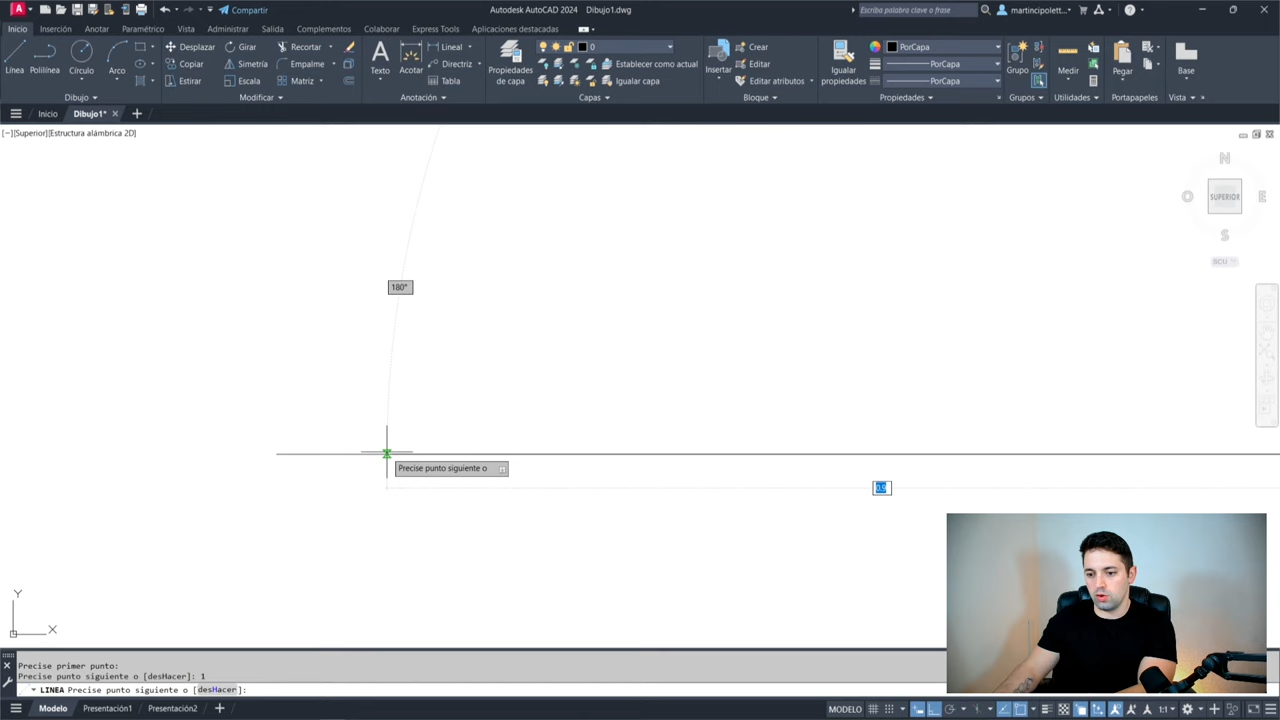 Compartir
Autodesk AutoCAD 2024 Dibujo1.dwg
Escriba palabra clave o frase
martincipolett...
Inicio Inserción Anotar Paramétrico Vista Administrar Salida Complementos Colaborar Express Tools Aplicaciones destacadas
Línea Polilínea Círculo Arco
Desplazar Girar Recortar
Copiar Simetría Empalme
Estirar Escala Matriz
Texto Acotar
Lineal
Directriz
Tabla
Propiedades de capa
0
Establecer como actual
Igualar capa
Insertar
Crear
Editar
Editar atributos
Igualar propiedades
PorCapa
PorCapa
PorCapa
Grupo
Medir
Pegar
Base
Dibujo Modificar Anotación Capas Bloque Propiedades Grupos Utilidades Portapapeles Vista
Inicio Dibujo1*
[−][Superior][Estructura alámbrica 2D]
N
O SUPERIOR E
S
SCU
180°
Precise punto siguiente o
0.9
Y
X
Precise primer punto:
Precise punto siguiente o [desHacer]: 1
LINEA Precise punto siguiente o [desHacer]:
Modelo Presentación1 Presentación2 +
MODELO
1:1